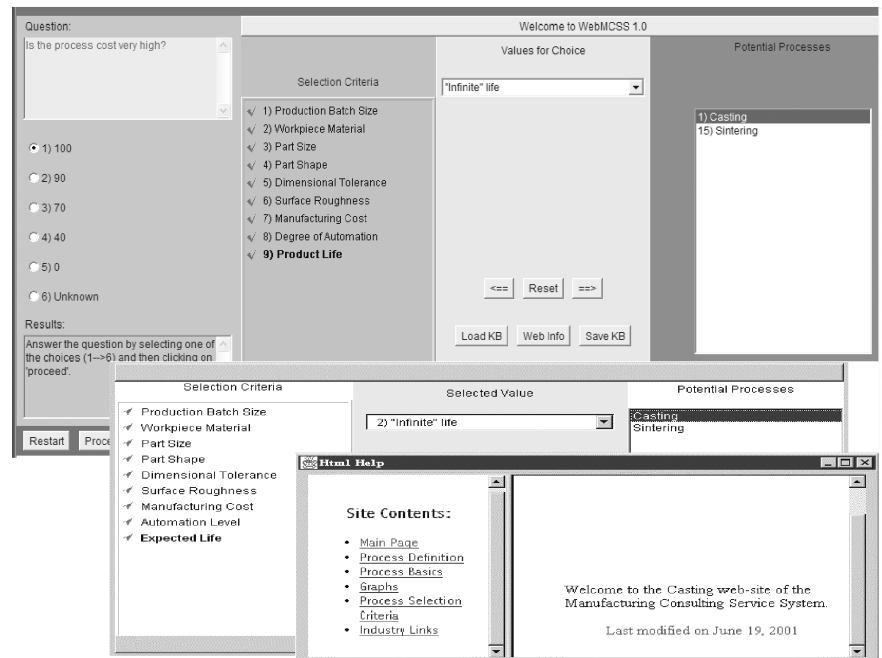 Question:
Is the process cost very high?
1) 100
2) 90
3) 70
4) 40
5) 0
6) Unknown
Results:
Answer the question by selecting one of
the choices (1-->6) and then clicking on
'proceed'.
Restart
Proce
Welcome to WebMCSS 1.0
Selection Criteria
1) Production Batch Size
2) Workpiece Material
3) Part Size
4) Part Shape
5) Dimensional Tolerance
6) Surface Roughness
7) Manufacturing Cost
8) Degree of Automation
9) Product Life
Values for Choice
"Infinite" life
<== Reset ==>
Load KB Web Info Save KB
Potential Processes
1) Casting
15) Sintering
Selection Criteria
Production Batch Size
Workpiece Material
Part Size
Part Shape
Dimensional Tolerance
Surface Roughness
Manufacturing Cost
Automation Level
Expected Life
Selected Value
2) "Infinite" life
Potential Processes
Casting
Sintering
Html Help
Site Contents:
• Main Page
• Process Definition
• Process Basics
• Graphs
• Process Selection
Criteria
• Industry Links
Welcome to the Casting web-site of the
Manufacturing Consulting Service System.
Last modified on June 19, 2001